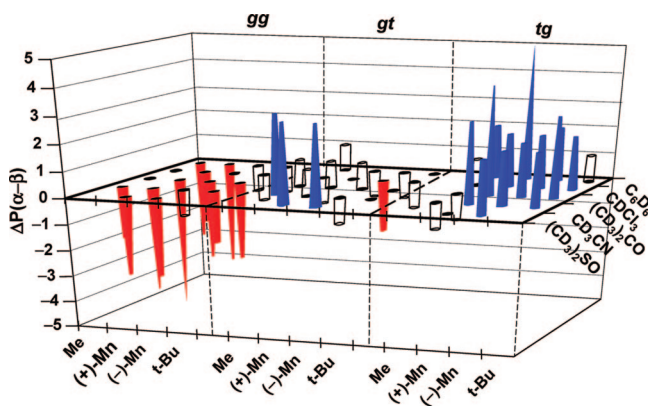 gg gt tg
5
4
3
2
1
0
−1
−2
−3
−4
−5
ΔP(α–β)
C₆D₆
CDCl₃
(CD₃)₂CO
CD₃CN
(CD₃)₂SO
Me (+)-Mn (−)-Mn t-Bu Me (+)-Mn (−)-Mn t-Bu Me (+)-Mn (−)-Mn t-Bu